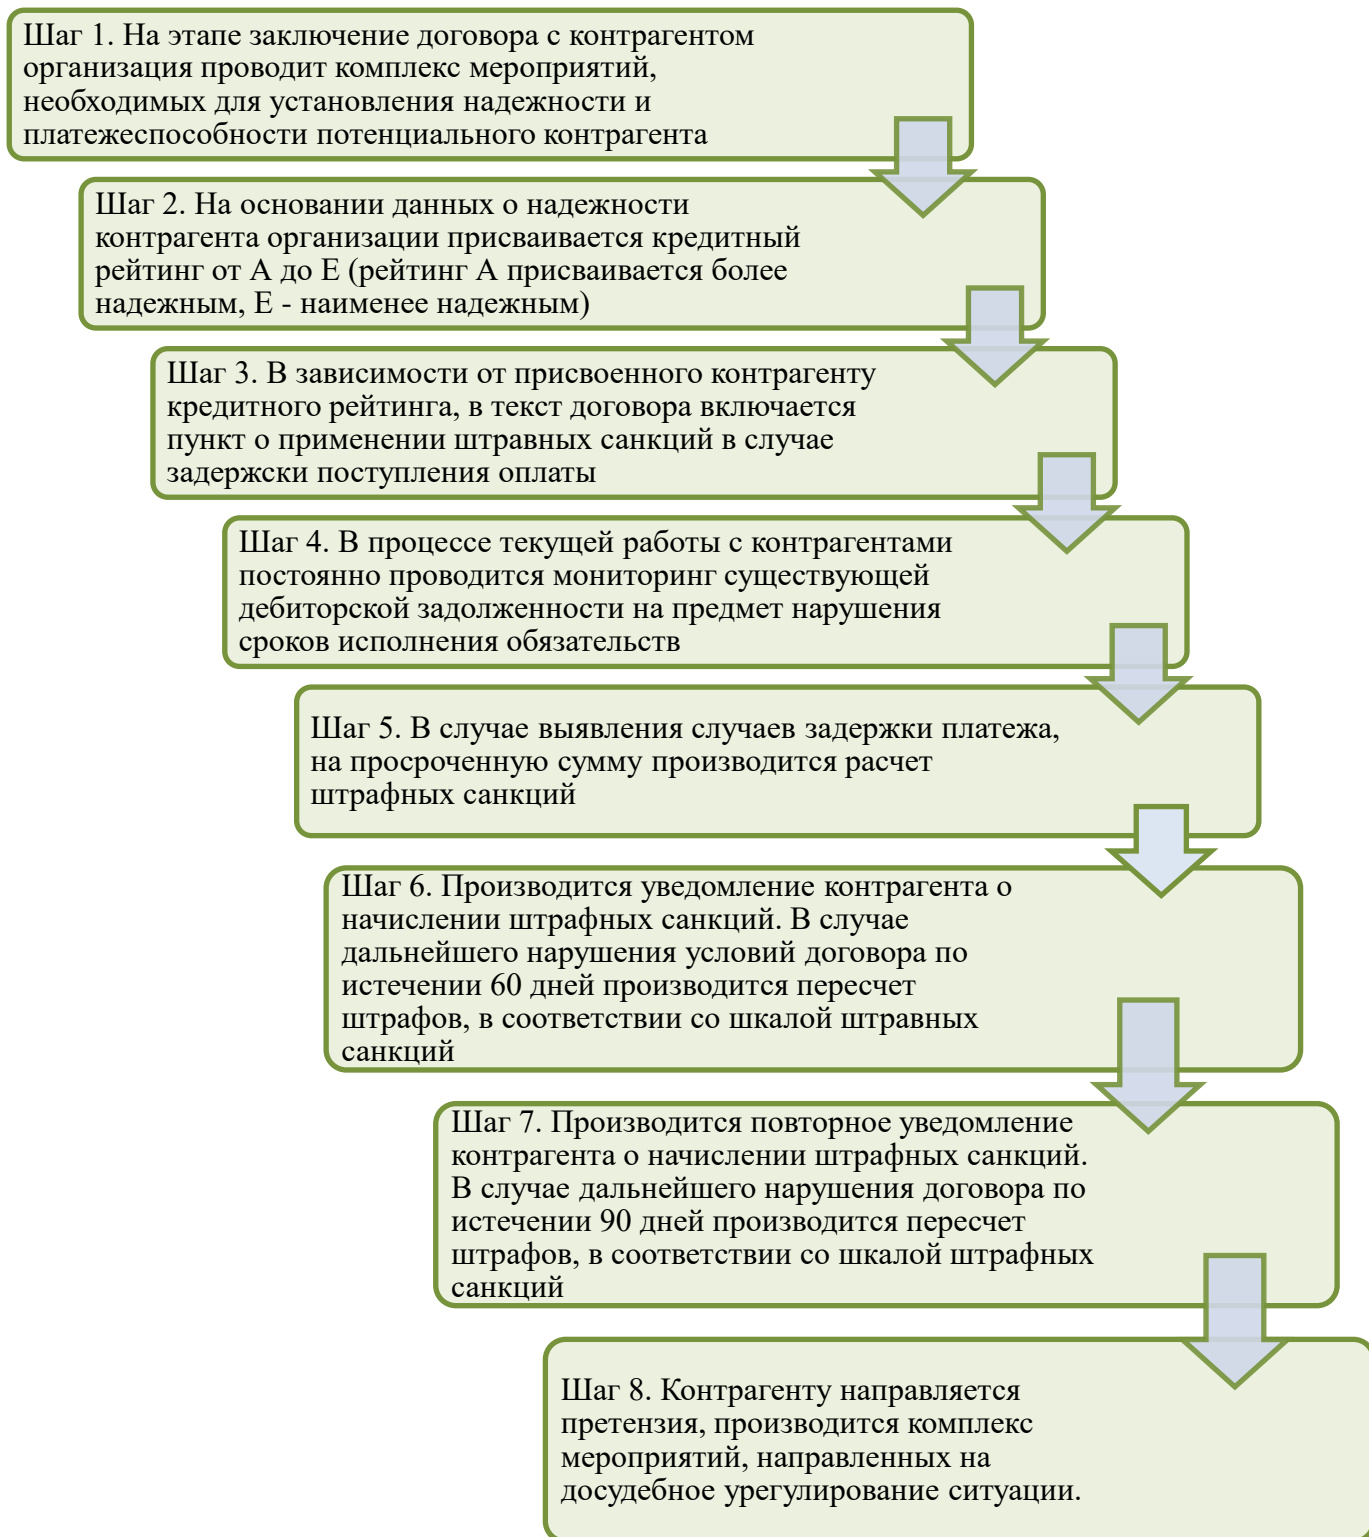 Шаг 1. На этапе заключение договора с контрагентом
организация проводит комплекс мероприятий,
необходимых для установления надежности и
платежеспособности потенциального контрагента
Шаг 2. На основании данных о надежности
контрагента организации присваивается кредитный
рейтинг от А до Е (рейтинг А присваивается более
надежным, Е - наименее надежным)
Шаг 3. В зависимости от присвоенного контрагенту
кредитного рейтинга, в текст договора включается
пункт о применении штравных санкций в случае
задержски поступления оплаты
Шаг 4. В процессе текущей работы с контрагентами
постоянно проводится мониторинг существующей
дебиторской задолженности на предмет нарушения
сроков исполнения обязательств
Шаг 5. В случае выявления случаев задержки платежа,
на просроченную сумму производится расчет
штрафных санкций
Шаг 6. Производится уведомление контрагента о
начислении штрафных санкций. В случае
дальнейшего нарушения условий договора по
истечении 60 дней производится пересчет
штрафов, в соответствии со шкалой штравных
санкций
Шаг 7. Производится повторное уведомление
контрагента о начислении штрафных санкций.
В случае дальнейшего нарушения договора по
истечении 90 дней производится пересчет
штрафов, в соответствии со шкалой штрафных
санкций
Шаг 8. Контрагенту направляется
претензия, производится комплекс
мероприятий, направленных на
досудебное урегулирование ситуации.